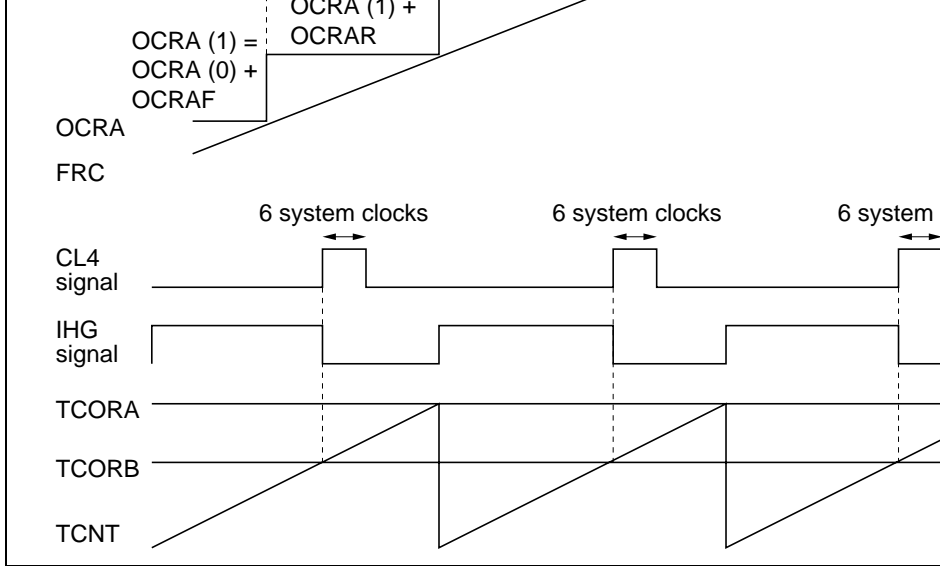 OCRA (1) +
OCRAR
OCRA (1) =
OCRA (0) +
OCRAF
OCRA
FRC
6 system clocks 6 system clocks 6 system
CL4
signal
IHG
signal
TCORA
TCORB
TCNT